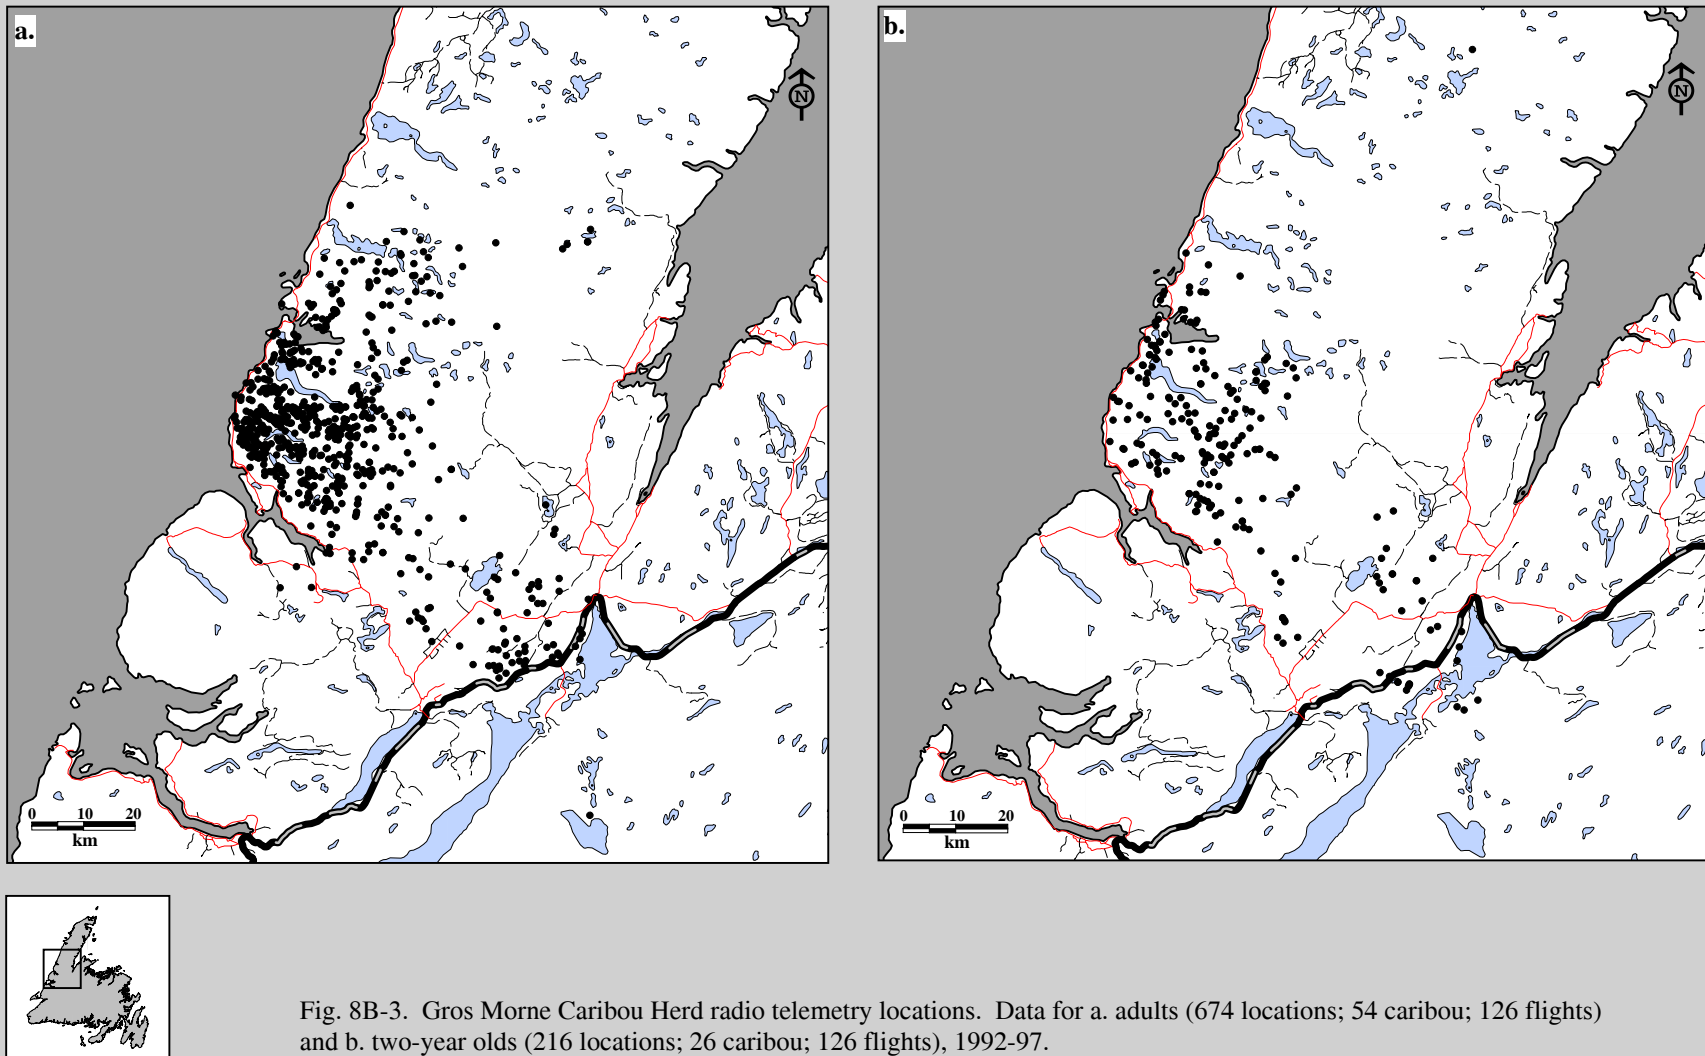 a.
N
0 10 20
km
b.
N
0 10 20
km
Fig. 8B-3. Gros Morne Caribou Herd radio telemetry locations. Data for a. adults (674 locations; 54 caribou; 126 flights)
and b. two-year olds (216 locations; 26 caribou; 126 flights), 1992-97.